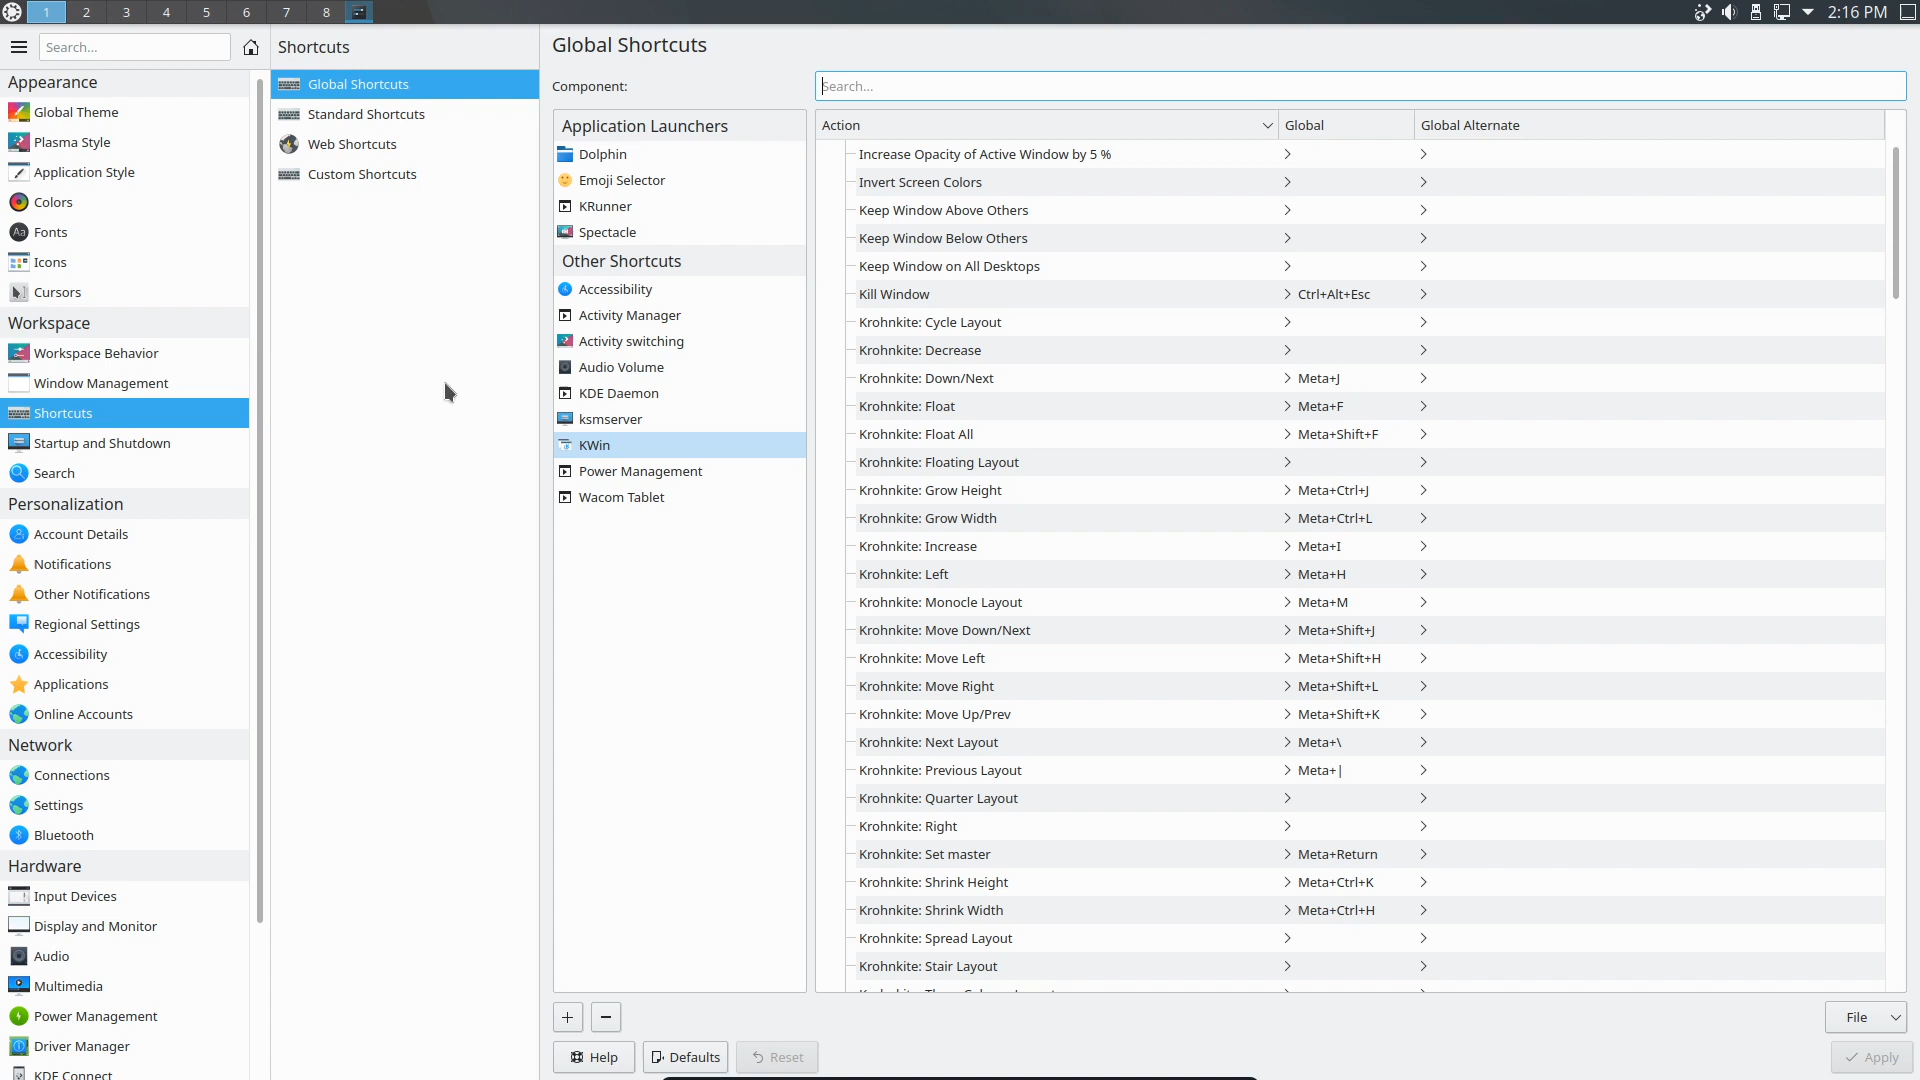 1 2 3 4 5 6 7 8 2:16 PM
Search...
Appearance
Global Theme
Plasma Style
Application Style
Colors
Fonts
Icons
Cursors
Workspace
Workspace Behavior
Window Management
Shortcuts
Startup and Shutdown
Search
Personalization
Account Details
Notifications
Other Notifications
Regional Settings
Accessibility
Applications
Online Accounts
Network
Connections
Settings
Bluetooth
Hardware
Input Devices
Display and Monitor
Audio
Multimedia
Power Management
Driver Manager
KDE Connect
Shortcuts
Global Shortcuts
Standard Shortcuts
Web Shortcuts
Custom Shortcuts
Global Shortcuts
Component:
Search...
Application Launchers
Dolphin
Emoji Selector
KRunner
Spectacle
Other Shortcuts
Accessibility
Activity Manager
Activity switching
Audio Volume
KDE Daemon
ksmserver
KWin
Power Management
Wacom Tablet
Action Global Global Alternate
Increase Opacity of Active Window by 5 %
Invert Screen Colors
Keep Window Above Others
Keep Window Below Others
Keep Window on All Desktops
Kill Window Ctrl+Alt+Esc
Krohnkite: Cycle Layout
Krohnkite: Decrease
Krohnkite: Down/Next Meta+J
Krohnkite: Float Meta+F
Krohnkite: Float All Meta+Shift+F
Krohnkite: Floating Layout
Krohnkite: Grow Height Meta+Ctrl+J
Krohnkite: Grow Width Meta+Ctrl+L
Krohnkite: Increase Meta+I
Krohnkite: Left Meta+H
Krohnkite: Monocle Layout Meta+M
Krohnkite: Move Down/Next Meta+Shift+J
Krohnkite: Move Left Meta+Shift+H
Krohnkite: Move Right Meta+Shift+L
Krohnkite: Move Up/Prev Meta+Shift+K
Krohnkite: Next Layout Meta+\
Krohnkite: Previous Layout Meta+|
Krohnkite: Quarter Layout
Krohnkite: Right
Krohnkite: Set master Meta+Return
Krohnkite: Shrink Height Meta+Ctrl+K
Krohnkite: Shrink Width Meta+Ctrl+H
Krohnkite: Spread Layout
Krohnkite: Stair Layout
File
Help Defaults Reset Apply